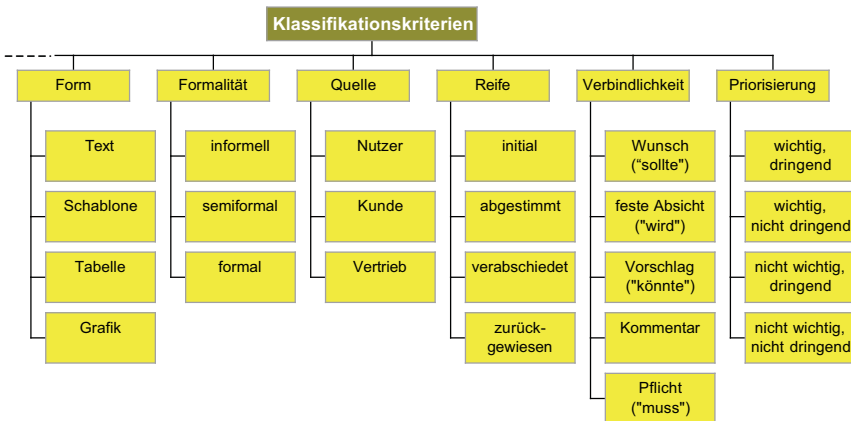 Klassifikationskriterien
Form
Formalität
Quelle
Reife
Verbindlichkeit
Priorisierung
Text
Schablone
Tabelle
Grafik
informell
semiformal
formal
Nutzer
Kunde
Vertrieb
initial
abgestimmt
verabschiedet
zurück-
gewiesen
Wunsch
(“sollte")
feste Absicht
("wird")
Vorschlag
("könnte")
Kommentar
Pflicht
("muss")
wichtig,
dringend
wichtig,
nicht dringend
nicht wichtig,
dringend
nicht wichtig,
nicht dringend